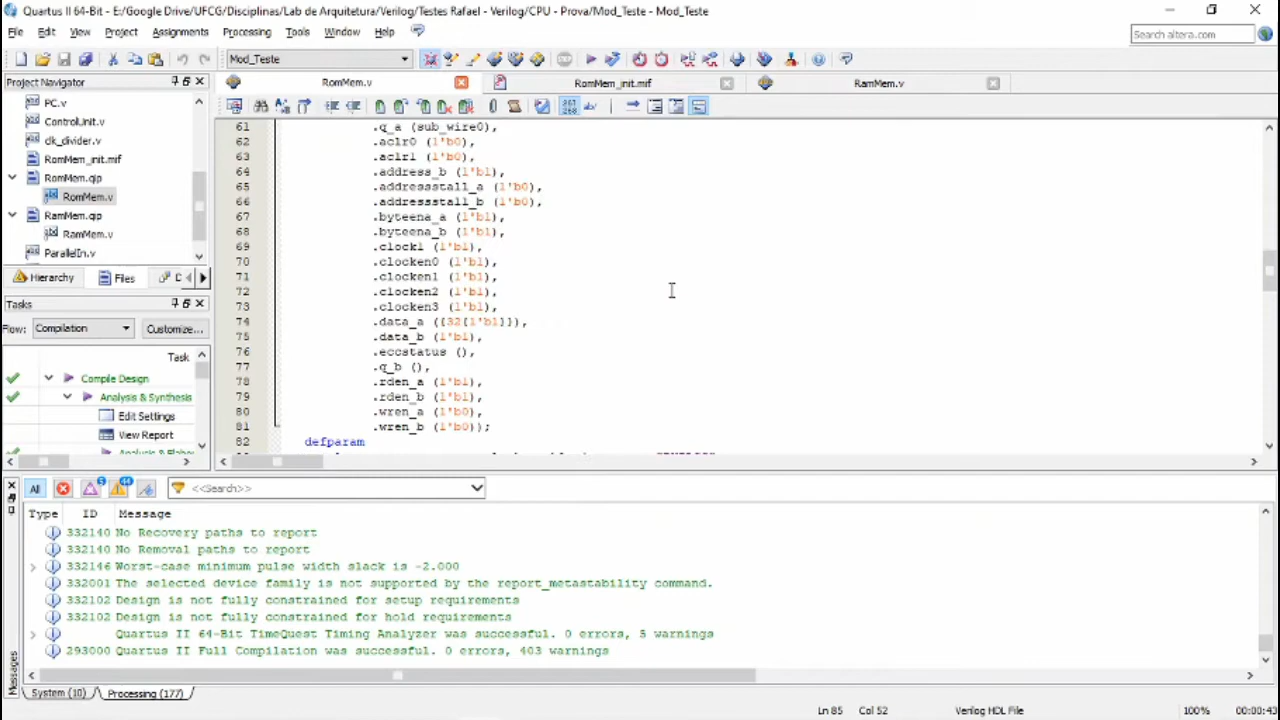 Quartus II 64-Bit - E:/Google Drive/UFCG/Disciplinas/Lab de Arquitetura/Verilog/Testes Rafael - Verilog/CPU - Prova/Mod_Teste - Mod_Teste
File Edit View Project Assignments Processing Tools Window Help
Search altera.com
Mod_Teste
Project Navigator
RomMem.v
RomMem_init.mif
RamMem.v
PC.v
ControlUnit.v
clk_divider.v
RomMem_init.mif
RomMem.qip
RomMem.v
RamMem.qip
RamMem.v
ParallelIn.v
Hierarchy Files
Tasks
Flow: Compilation Customize...
Task
Compile Design
Analysis & Synthesis
Edit Settings
View Report
61 .q_a (sub_wire0),
62 .aclr0 (1'b0),
63 .aclr1 (1'b0),
64 .address_b (1'b1),
65 .addressstall_a (1'b0),
66 .addressstall_b (1'b0),
67 .byteena_a (1'b1),
68 .byteena_b (1'b1),
69 .clock1 (1'b1),
70 .clocken0 (1'b1),
71 .clocken1 (1'b1),
72 .clocken2 (1'b1),
73 .clocken3 (1'b1),
74 .data_a ({32{1'b1}}),
75 .data_b (1'b1),
76 .eccstatus (),
77 .q_b (),
78 .rden_a (1'b1),
79 .rden_b (1'b1),
80 .wren_a (1'b0),
81 .wren_b (1'b0));
82 defparam
All <<Search>>
Type ID Message
332140 No Recovery paths to report
332140 No Removal paths to report
332146 Worst-case minimum pulse width slack is -2.000
332001 The selected device family is not supported by the report_metastability command.
332102 Design is not fully constrained for setup requirements
332102 Design is not fully constrained for hold requirements
Quartus II 64-Bit TimeQuest Timing Analyzer was successful. 0 errors, 5 warnings
293000 Quartus II Full Compilation was successful. 0 errors, 403 warnings
Messages
System (10) Processing (177)
Ln 85 Col 52 Verilog HDL File 100% 00:00:43